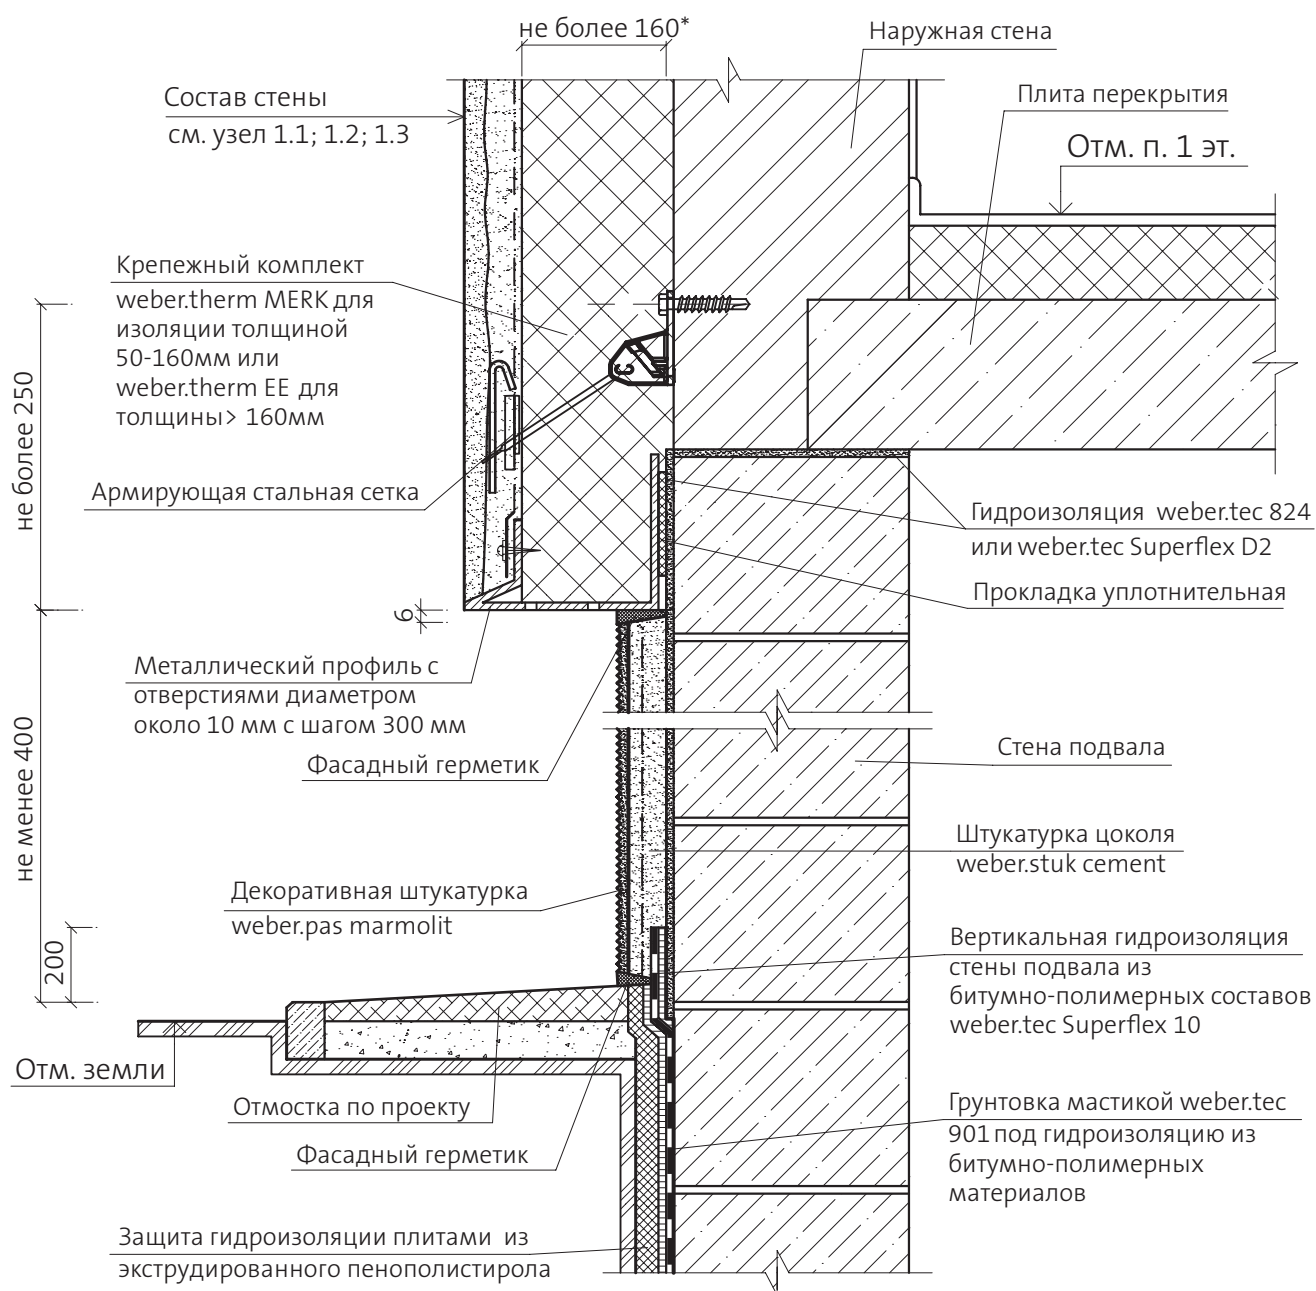 не более 160*
Наружная стена
Состав стены
см. узел 1.1; 1.2; 1.3
Плита перекрытия
Отм. п. 1 эт.
Крепежный комплект
weber.therm MERK для
изоляции толщиной
50-160мм или
weber.therm EE для
толщины> 160мм
не более 250
Армирующая стальная сетка
Гидроизоляция weber.tec 824
или weber.tec Superflex D2
Прокладка уплотнительная
6
Металлический профиль с
отверстиями диаметром
около 10 мм с шагом 300 мм
Фасадный герметик
Стена подвала
не менее 400
Штукатурка цоколя
weber.stuk cement
Декоративная штукатурка
weber.pas marmolit
200
Вертикальная гидроизоляция
стены подвала из
битумно-полимерных составов
weber.tec Superflex 10
Отм. земли
Отмостка по проекту
Фасадный герметик
Грунтовка мастикой weber.tec
901 под гидроизоляцию из
битумно-полимерных
материалов
Защита гидроизоляции плитами из
экструдированного пенополистирола